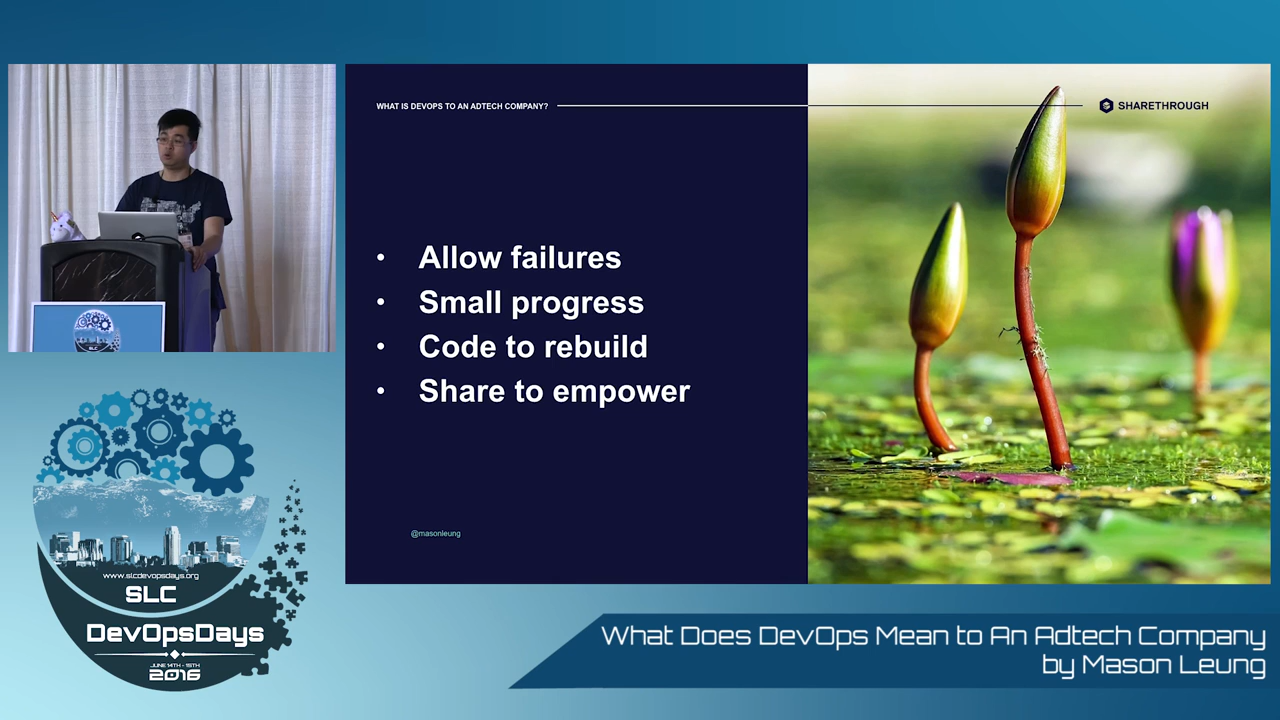 WHAT IS DEVOPS TO AN ADTECH COMPANY?
SHARETHROUGH
• Allow failures
• Small progress
• Code to rebuild
• Share to empower
@masonleung
SLC
www.slcdevopsdays.org
SLC
DevOpsDays
JUNE 14TH - 15TH
2016
What Does DevOps Mean to An Adtech Company
by Mason Leung